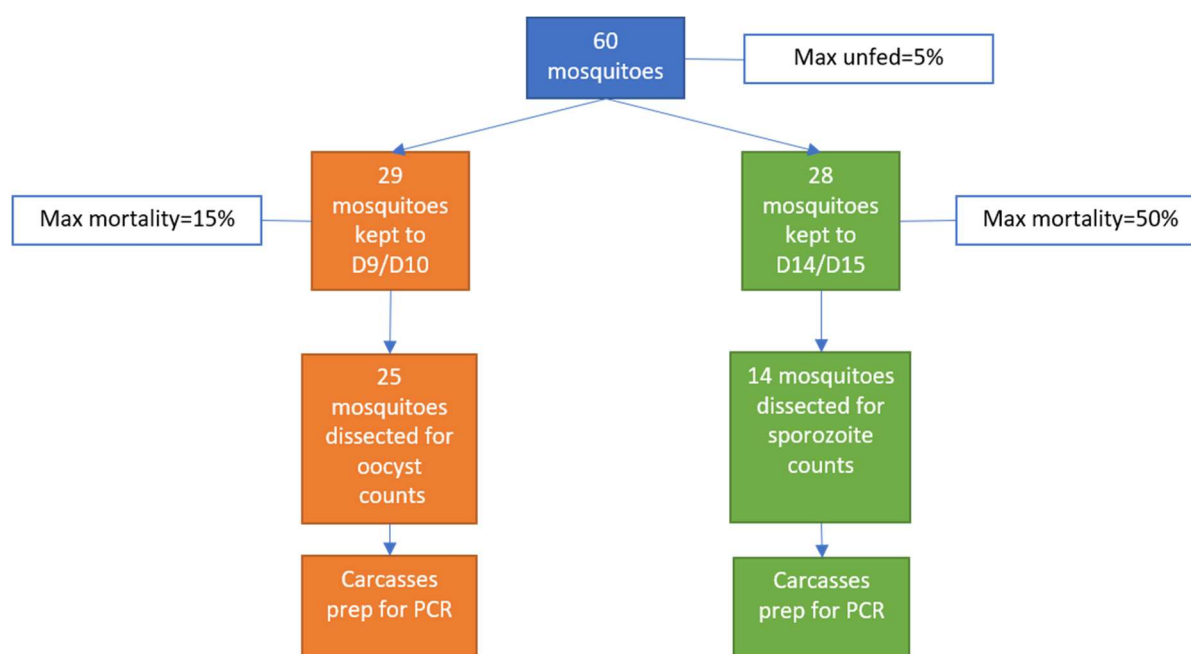 60
mosquitoes
Max unfed=5%
29
mosquitoes
kept to
D9/D10
28
mosquitoes
kept to
D14/D15
Max mortality=15%
Max mortality=50%
25
mosquitoes
dissected for
oocyst
counts
14 mosquitoes
dissected for
sporozoite
counts
Carcasses
prep for PCR
Carcasses
prep for PCR